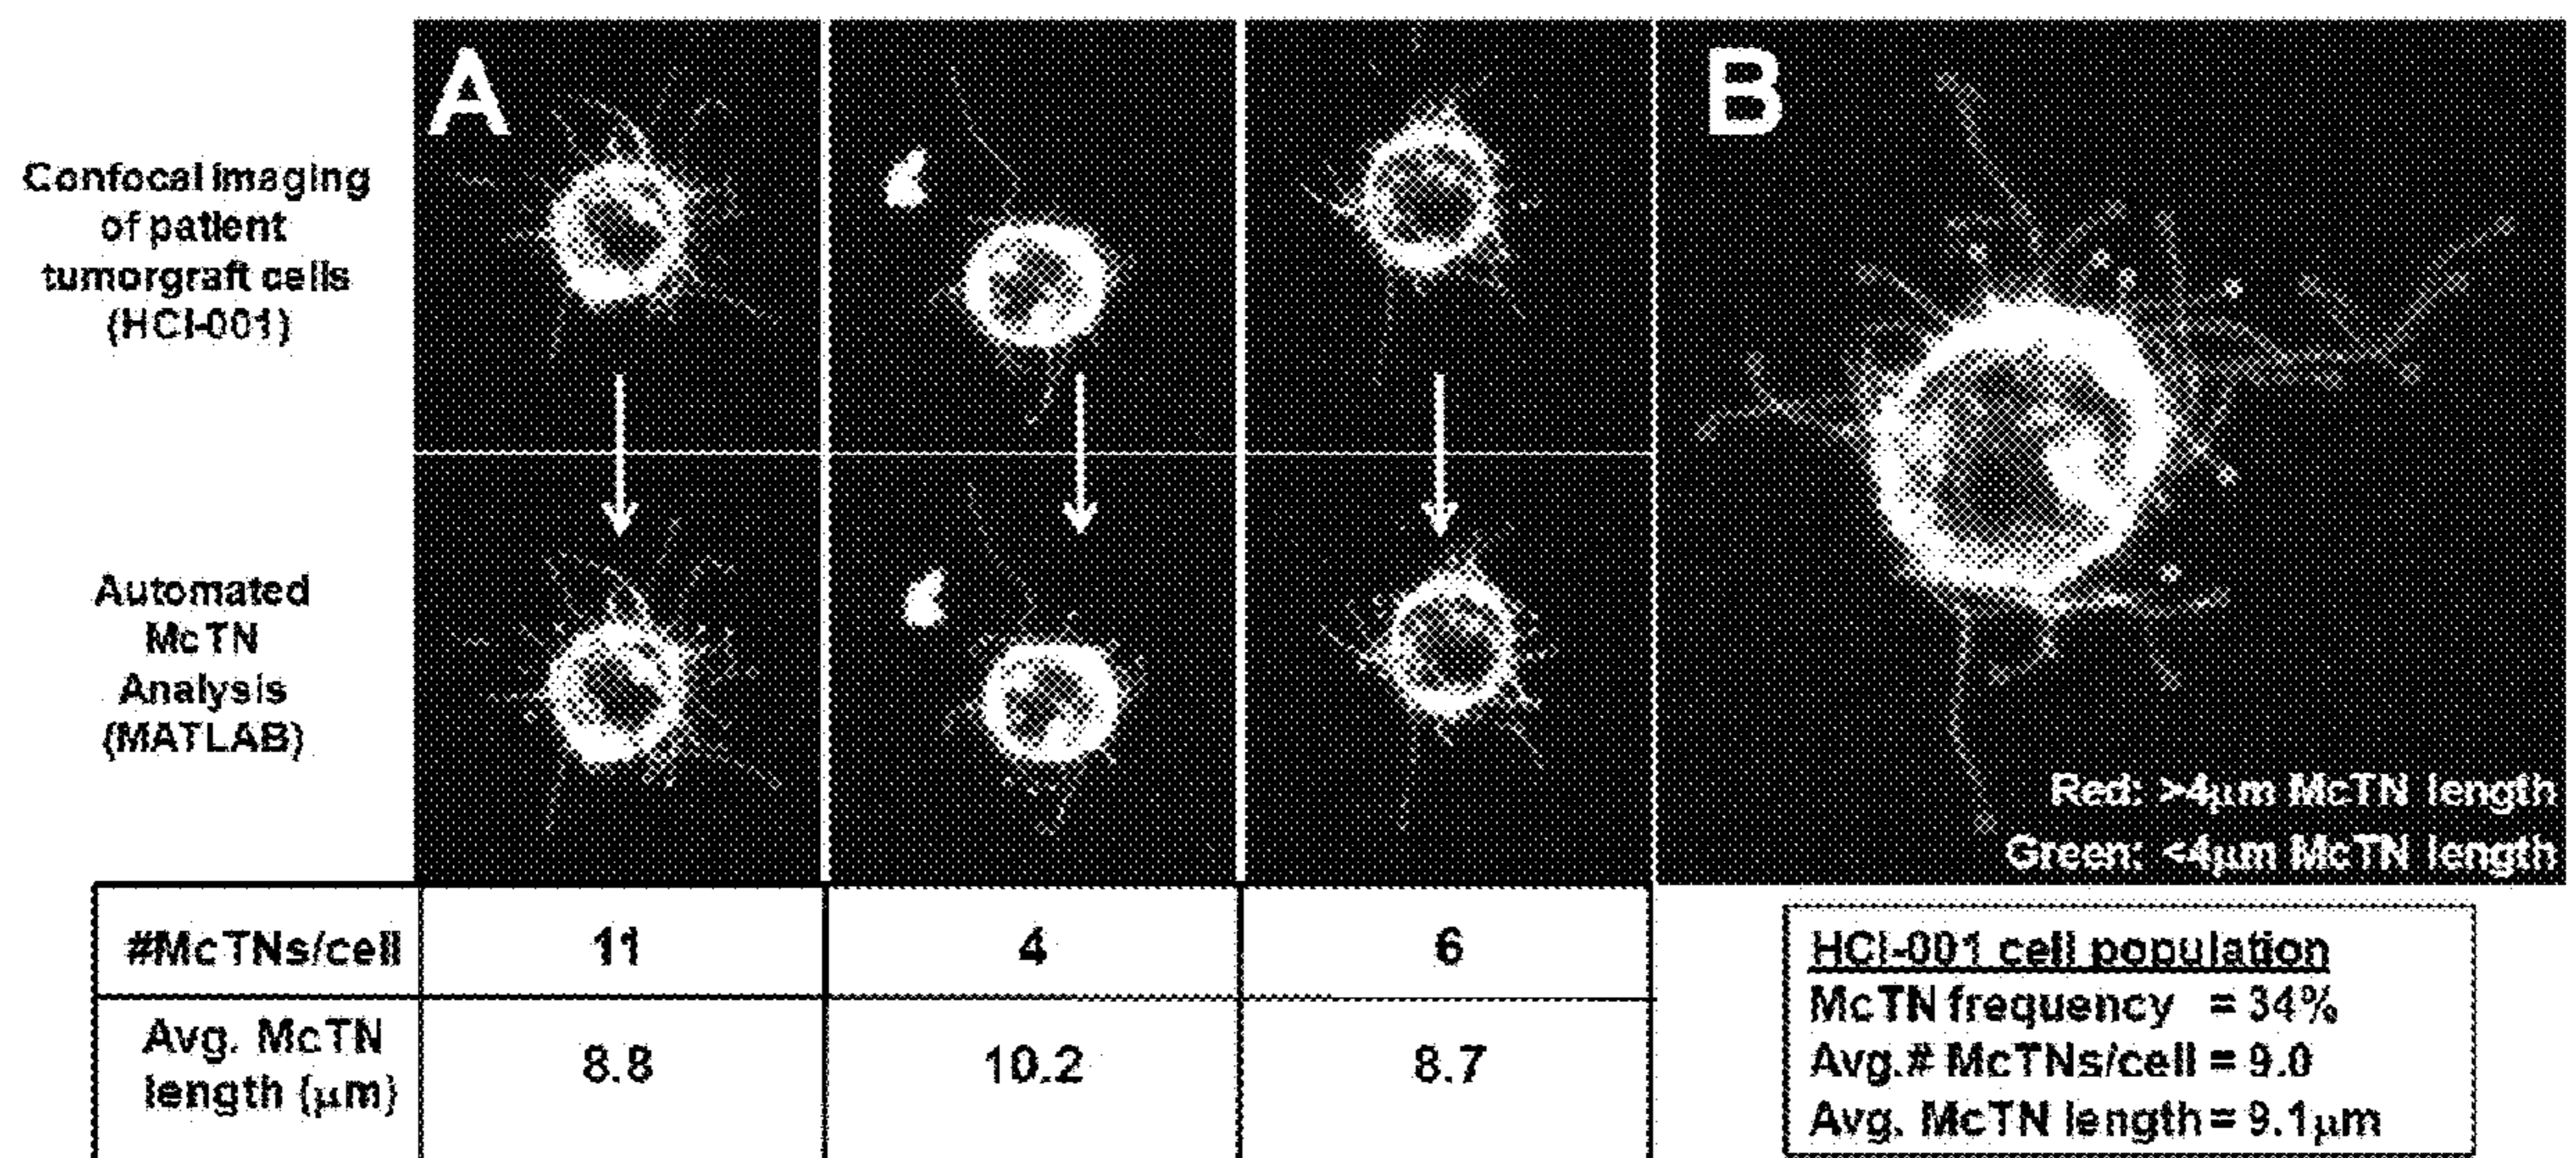 A
B
Confocal imaging
of patient
tumorgraft cells
(HCI-001)
Automated
McTN
Analysis
(MATLAB)
Red: >4μm McTN length
Green: <4μm McTN length
#McTNs/cell 11 4 6
Avg. McTN
length (μm) 8.8 10.2 8.7
HCI-001 cell population
McTN frequency = 34%
Avg.# McTNs/cell = 9.0
Avg. McTN length = 9.1μm